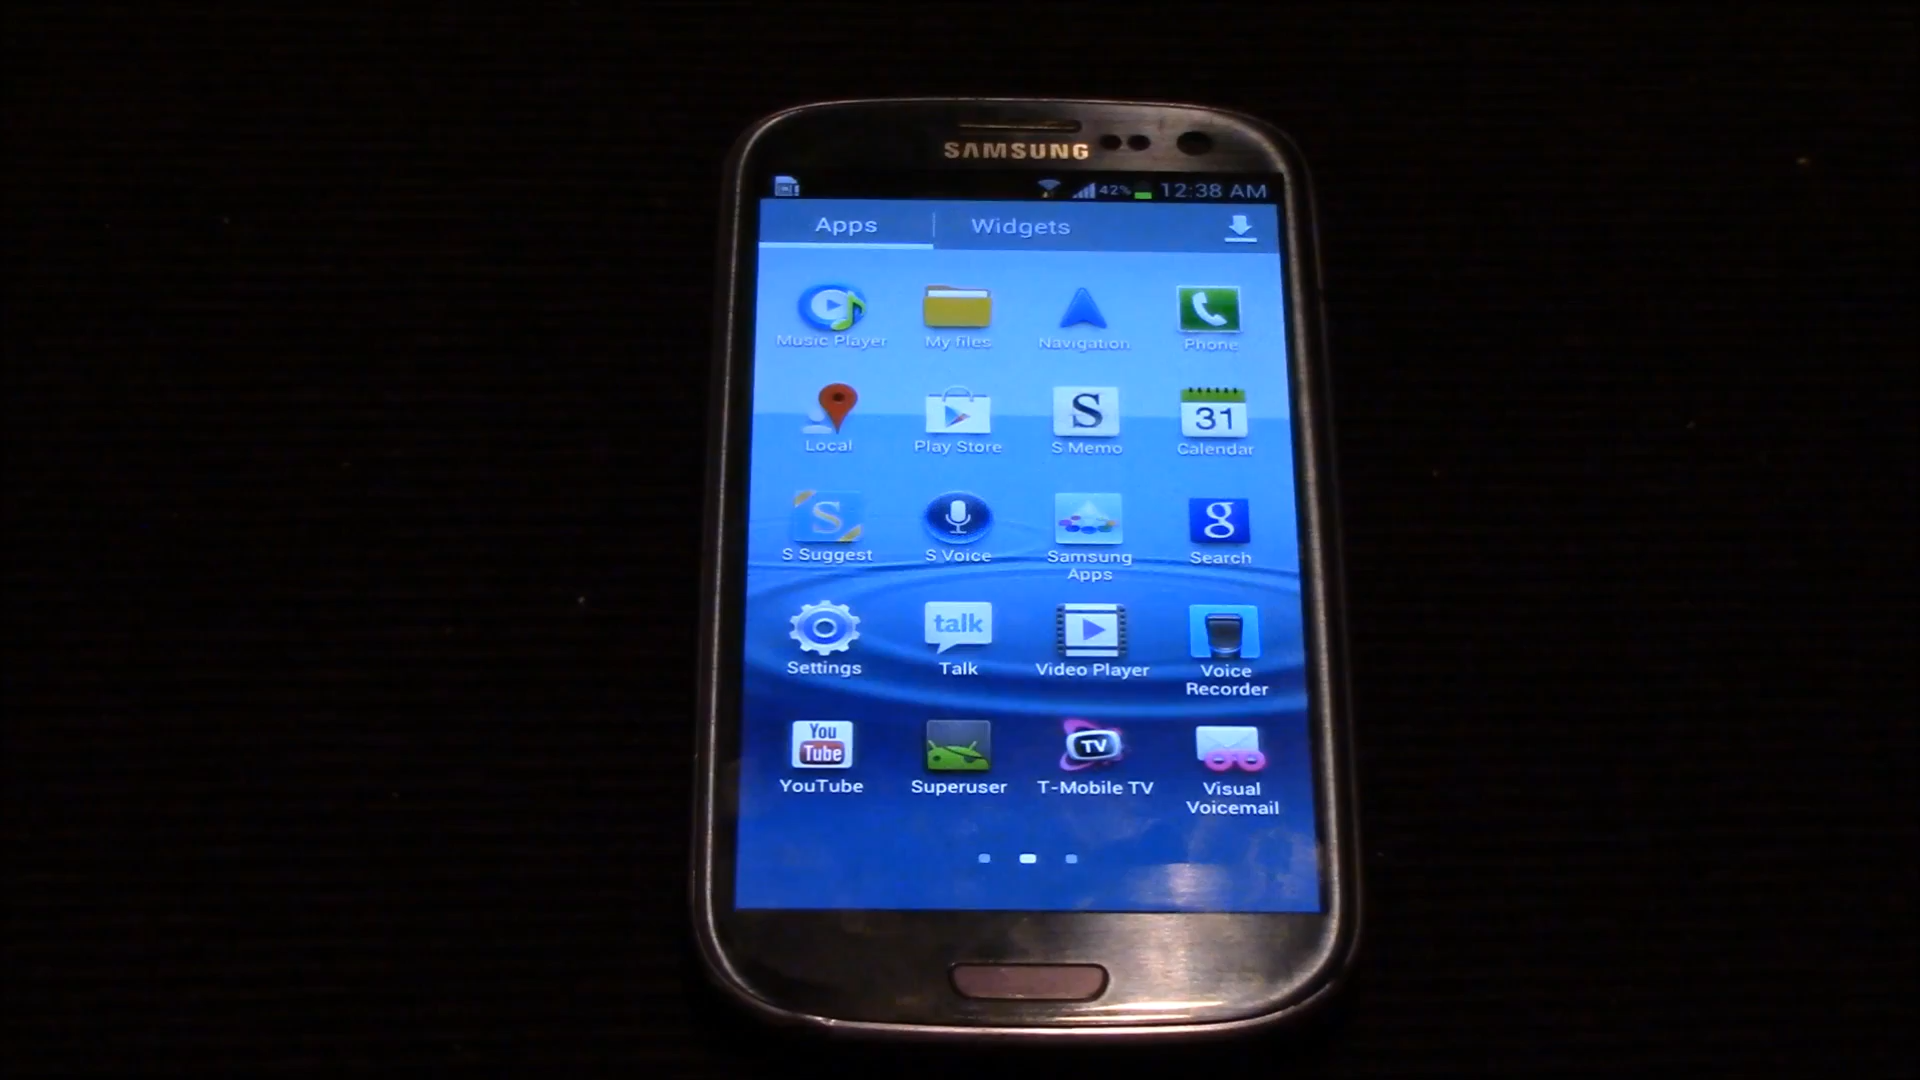 SAMSUNG
42% 12:38 AM
Apps Widgets
Music Player My files Navigation Phone
Local Play Store S Memo 31 Calendar
S
S
S Suggest S Voice Samsung Apps g Search
Settings talk Talk Video Player Voice Recorder
You Tube
YouTube Superuser TV T-Mobile TV Visual Voicemail